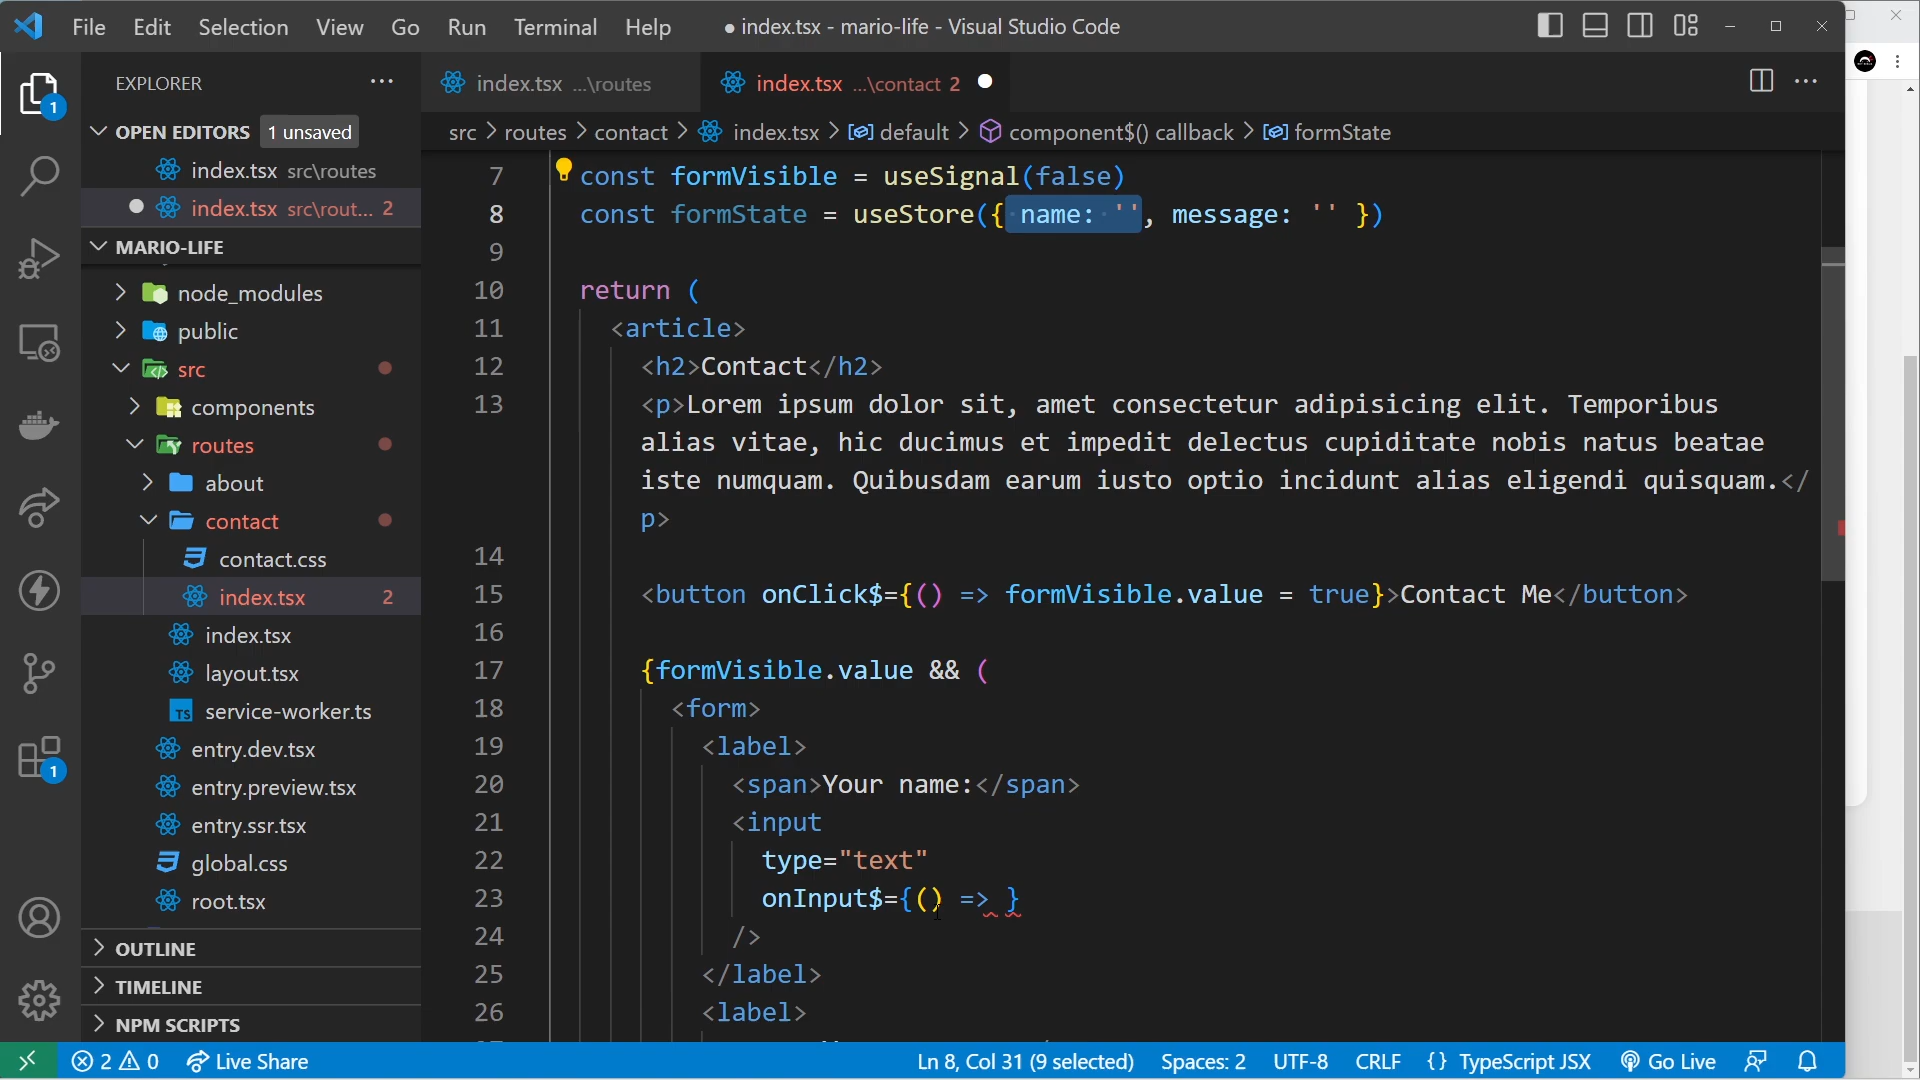 File Edit Selection View Go Run Terminal Help ● index.tsx - mario-life - Visual Studio Code
EXPLORER
index.tsx ...\routes
index.tsx ...\contact 2
OPEN EDITORS 1 unsaved
index.tsx src\routes
index.tsx src\rout... 2
MARIO-LIFE
node_modules
public
src
components
routes
about
contact
contact.css
index.tsx 2
index.tsx
layout.tsx
service-worker.ts
entry.dev.tsx
entry.preview.tsx
entry.ssr.tsx
global.css
root.tsx
OUTLINE
TIMELINE
NPM SCRIPTS
1
1
src > routes > contact > index.tsx > default > component$() callback > formState
7 const formVisible = useSignal(false)
8 const formState = useStore({ name: '', message: '' })
9
10 return (
11 <article>
12 <h2>Contact</h2>
13 <p>Lorem ipsum dolor sit, amet consectetur adipisicing elit. Temporibus
alias vitae, hic ducimus et impedit delectus cupiditate nobis natus beatae
iste numquam. Quibusdam earum iusto optio incidunt alias eligendi quisquam.</
p>
14
15 <button onClick$={() => formVisible.value = true}>Contact Me</button>
16
17 {formVisible.value && (
18 <form>
19 <label>
20 <span>Your name:</span>
21 <input
22 type="text"
23 onInput$={() => }
24 />
25 </label>
26 <label>
2 0 Live Share Ln 8, Col 31 (9 selected) Spaces: 2 UTF-8 CRLF {} TypeScript JSX Go Live